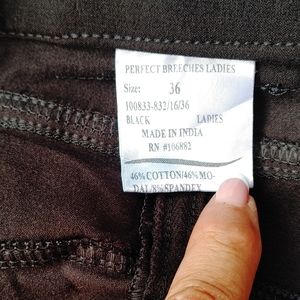 PERFECT BREECHES LADIES
Size: 36
100833-832/16/36
BLACK LADIES
MADE IN INDIA
RN #106882
46% COTTON/46% MO-
DAL/8% SPANDEX